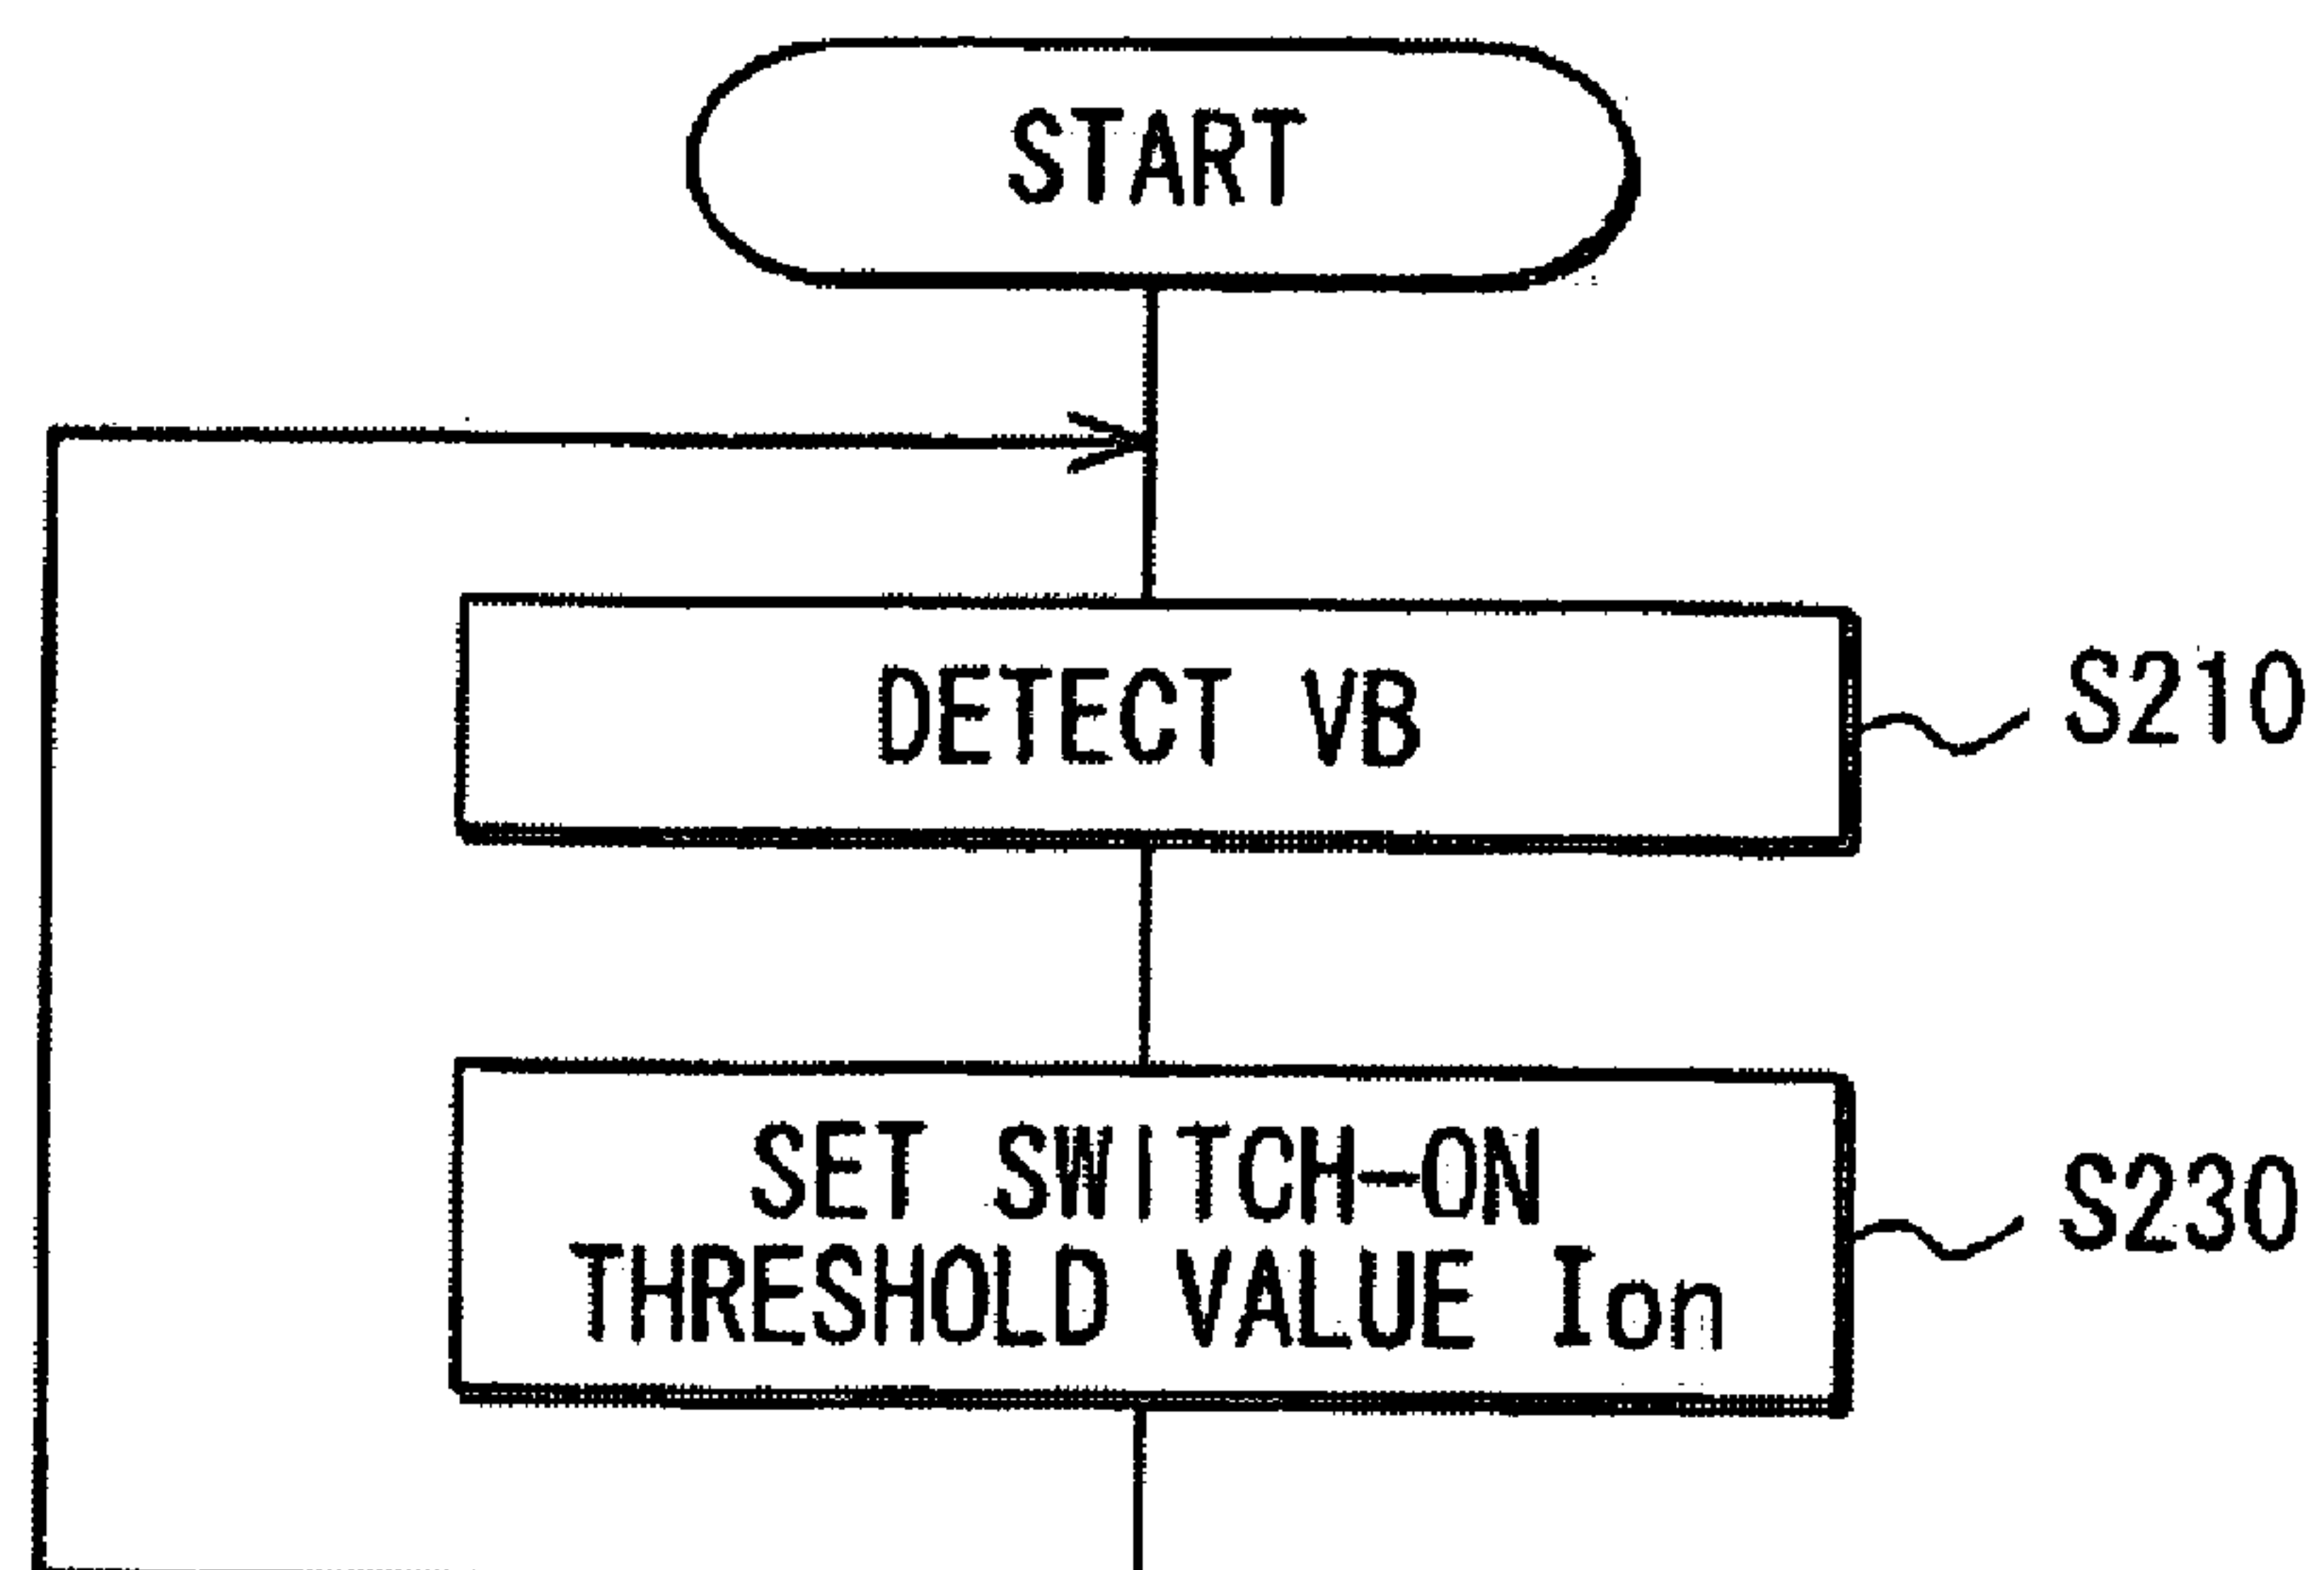 START
DETECT VB
S210
SET SWITCH-ON
THRESHOLD VALUE Ion
S230